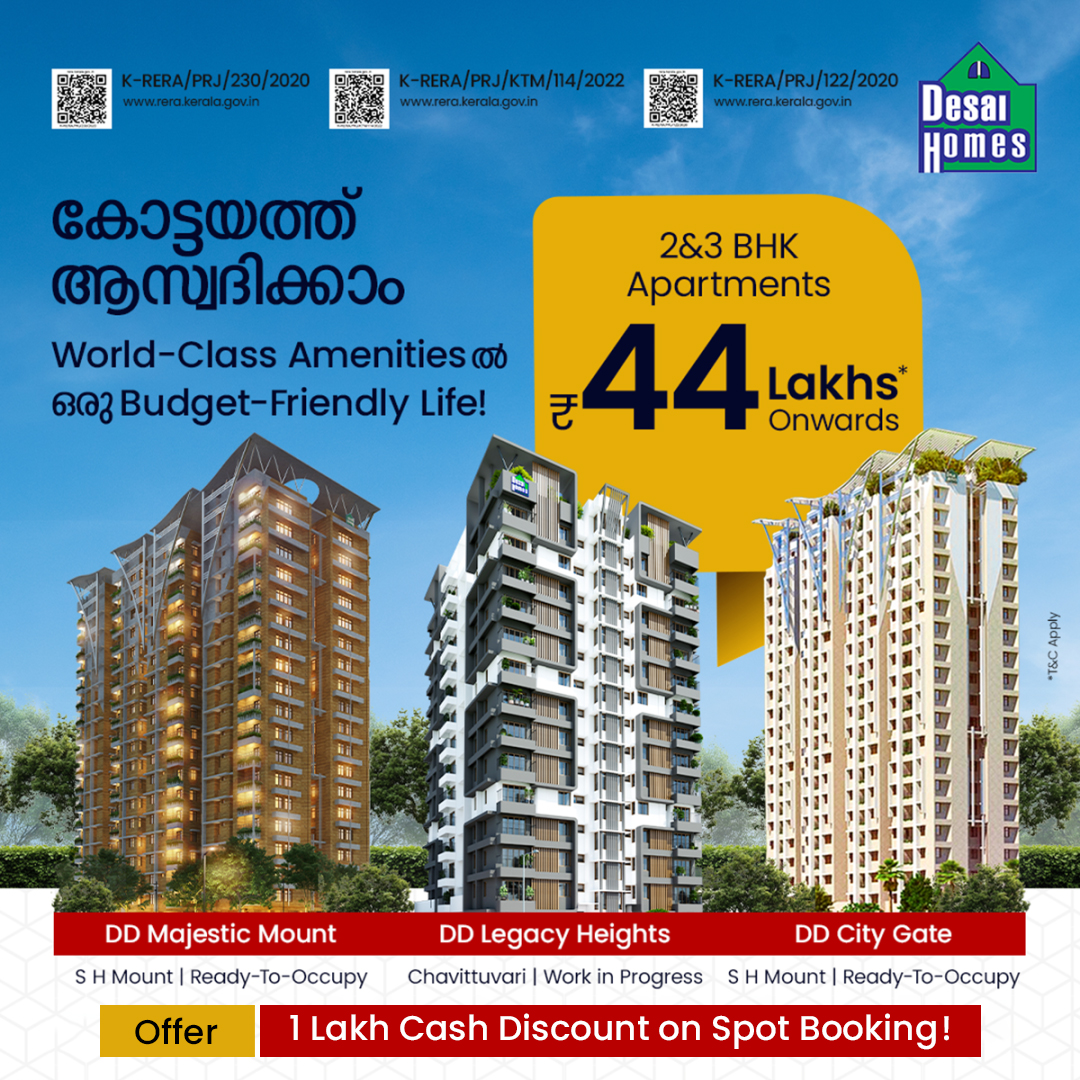 K-RERA/PRJ/230/2020
www.rera.kerala.gov.in
K-RERA/PRJ/KTM/114/2022
www.rera.kerala.gov.in
K-RERA/PRJ/122/2020
www.rera.kerala.gov.in
Desai
Homes
കോട്ടയത്ത്
ആസ്വദിക്കാം
World-Class Amenitiesൽ
ഒരു Budget-Friendly Life!
2&3 BHK
Apartments
₹44 Lakhs*
Onwards
Desai
Homes
*T&C Apply
DD Majestic Mount
DD Legacy Heights
DD City Gate
S H Mount | Ready-To-Occupy
Chavittuvari | Work in Progress
S H Mount | Ready-To-Occupy
Offer
1 Lakh Cash Discount on Spot Booking!